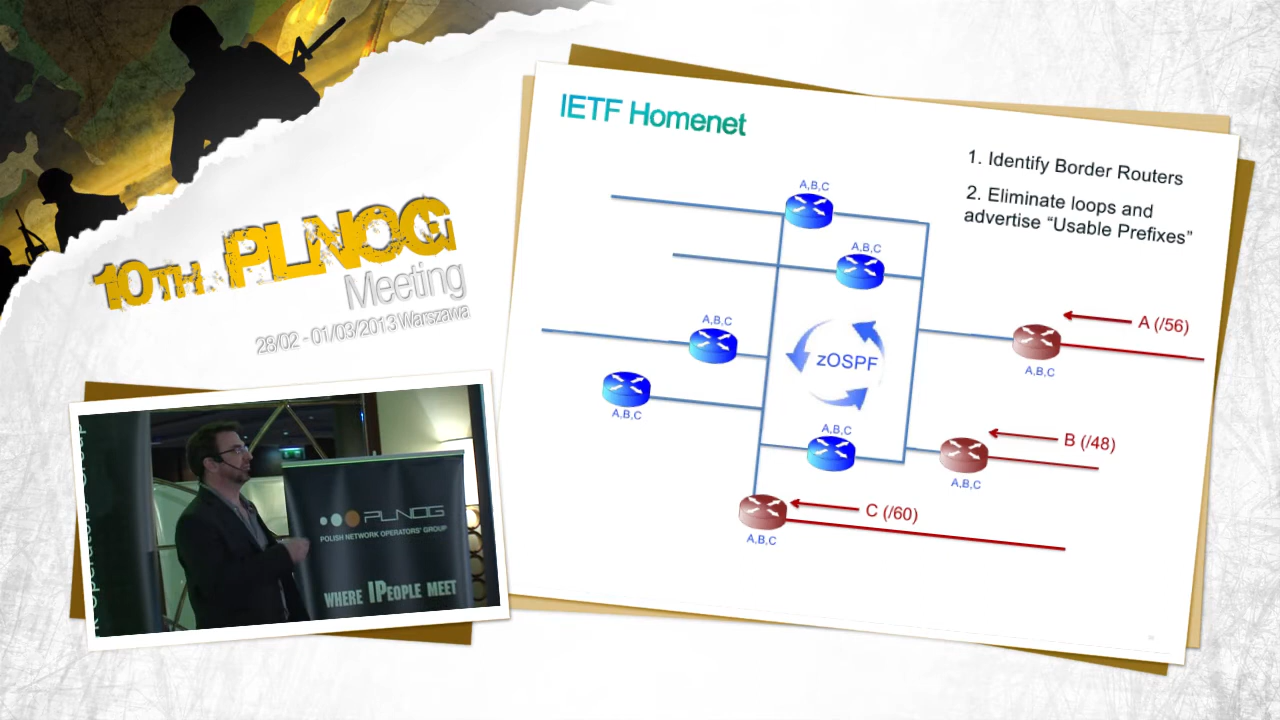 10TH PLNOG
Meeting
28/02 - 01/03/2013 Warszawa
PLNOG
POLISH NETWORK OPERATORS' GROUP
WHERE IPEOPLE MEET
IETF Homenet
1. Identify Border Routers
2. Eliminate loops and
advertise “Usable Prefixes”
A,B,C
A,B,C
A,B,C
A,B,C
zOSPF
A (/56)
A,B,C
A,B,C
B (/48)
A,B,C
C (/60)
A,B,C